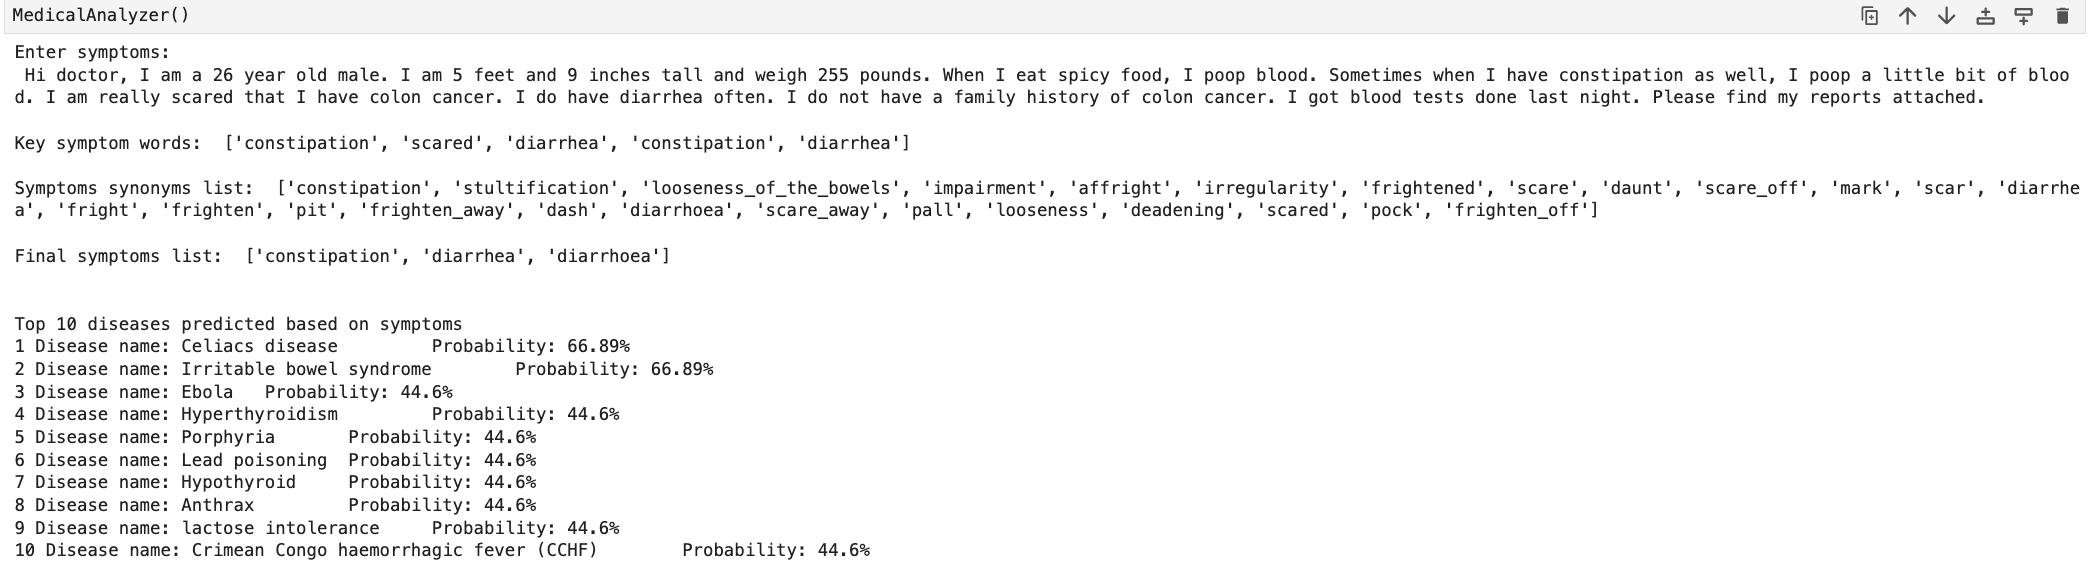 MedicalAnalyzer()
Enter symptoms:
Hi doctor, I am a 26 year old male. I am 5 feet and 9 inches tall and weigh 255 pounds. When I eat spicy food, I poop blood. Sometimes when I have constipation as well, I poop a little bit of bloo
d. I am really scared that I have colon cancer. I do have diarrhea often. I do not have a family history of colon cancer. I got blood tests done last night. Please find my reports attached.
Key symptom words:  ['constipation', 'scared', 'diarrhea', 'constipation', 'diarrhea']
Symptoms synonyms list:  ['constipation', 'stultification', 'looseness_of_the_bowels', 'impairment', 'affright', 'irregularity', 'frightened', 'scare', 'daunt', 'scare_off', 'mark', 'scar', 'diarrhe
a', 'fright', 'frighten', 'pit', 'frighten_away', 'dash', 'diarrhoea', 'scare_away', 'pall', 'looseness', 'deadening', 'scared', 'pock', 'frighten_off']
Final symptoms list:  ['constipation', 'diarrhea', 'diarrhoea']
Top 10 diseases predicted based on symptoms
1 Disease name: Celiacs disease         Probability: 66.89%
2 Disease name: Irritable bowel syndrome        Probability: 66.89%
3 Disease name: Ebola   Probability: 44.6%
4 Disease name: Hyperthyroidism         Probability: 44.6%
5 Disease name: Porphyria       Probability: 44.6%
6 Disease name: Lead poisoning  Probability: 44.6%
7 Disease name: Hypothyroid     Probability: 44.6%
8 Disease name: Anthrax         Probability: 44.6%
9 Disease name: lactose intolerance     Probability: 44.6%
10 Disease name: Crimean Congo haemorrhagic fever (CCHF)        Probability: 44.6%